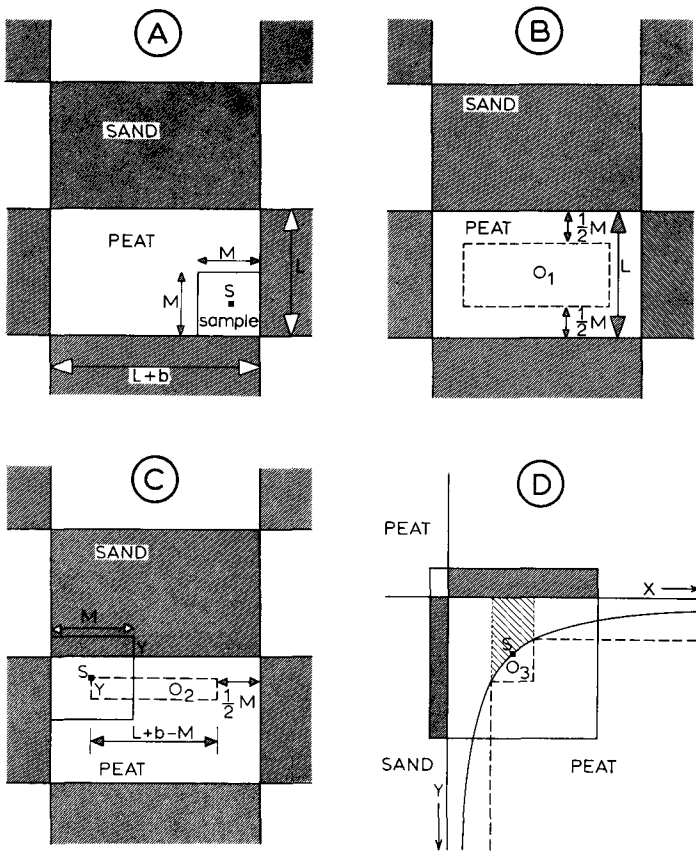 A
SAND
PEAT
M
M
S
sample
L
L+b
B
SAND
PEAT
½M
O₁
L
½M
C
SAND
M
Y
S
Y
O₂
½M
L+b-M
PEAT
D
PEAT
X
S
O₃
SAND
PEAT
Y